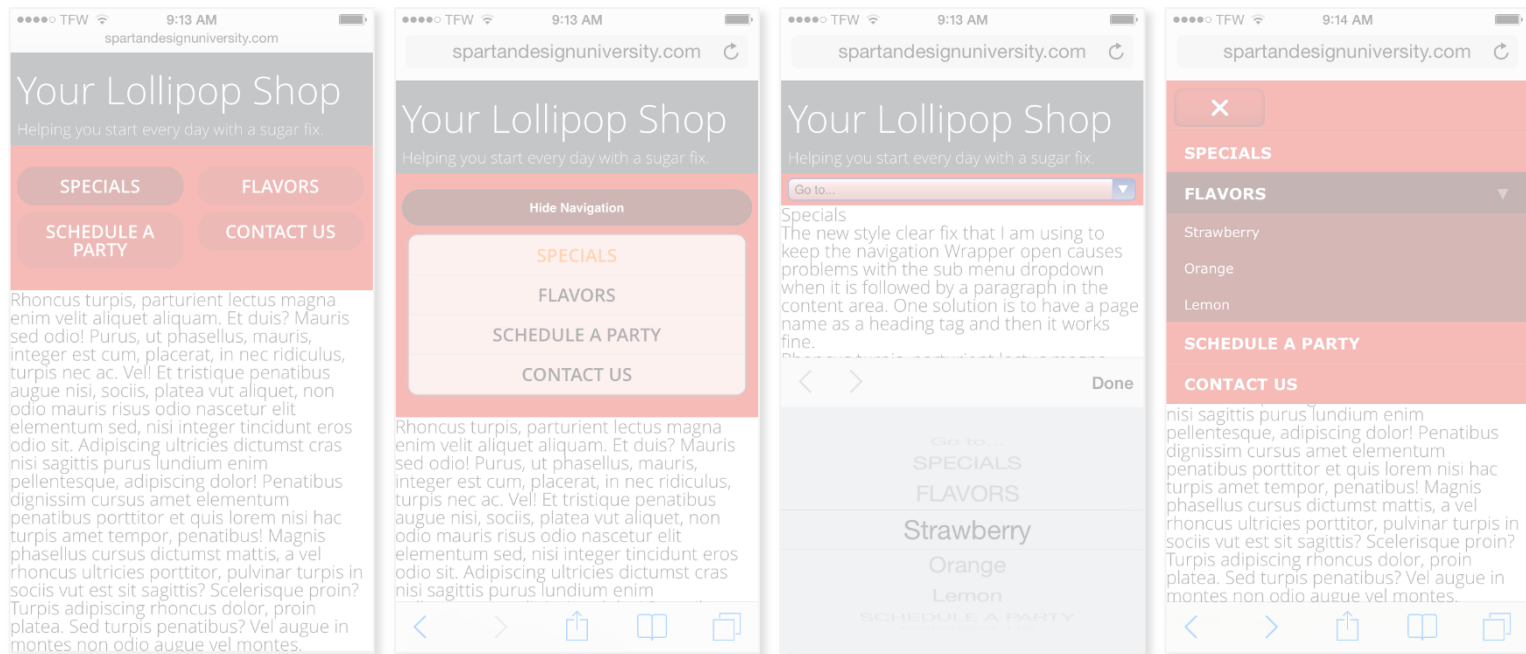 TFW 9:13 AM
spartandesignuniversity.com
Your Lollipop Shop
Helping you start every day with a sugar fix.
SPECIALS FLAVORS
SCHEDULE A
PARTY
CONTACT US
Rhoncus turpis, parturient lectus magna
enim velit aliquet aliquam. Et duis? Mauris
sed odio! Purus, ut phasellus, mauris,
integer est cum, placerat, in nec ridiculus,
turpis nec ac. Vel! Et tristique penatibus
augue nisi, sociis, platea vut aliquet, non
odio mauris risus odio nascetur elit
elementum sed, nisi integer tincidunt eros
odio sit. Adipiscing ultricies dictumst cras
nisi sagittis purus lundium enim
pellentesque, adipiscing dolor! Penatibus
dignissim cursus amet elementum
penatibus porttitor et quis lorem nisi hac
turpis amet tempor, penatibus! Magnis
phasellus cursus dictumst mattis, a vel
rhoncus ultricies porttitor, pulvinar turpis in
sociis vut est sit sagittis? Scelerisque proin?
Turpis adipiscing rhoncus dolor, proin
platea. Sed turpis penatibus? Vel augue in
montes non odio augue vel montes.
TFW 9:13 AM
spartandesignuniversity.com
Your Lollipop Shop
Helping you start every day with a sugar fix.
Hide Navigation
SPECIALS
FLAVORS
SCHEDULE A PARTY
CONTACT US
Rhoncus turpis, parturient lectus magna
enim velit aliquet aliquam. Et duis? Mauris
sed odio! Purus, ut phasellus, mauris,
integer est cum, placerat, in nec ridiculus,
turpis nec ac. Vel! Et tristique penatibus
augue nisi, sociis, platea vut aliquet, non
odio mauris risus odio nascetur elit
elementum sed, nisi integer tincidunt eros
odio sit. Adipiscing ultricies dictumst cras
nisi sagittis purus lundium enim
TFW 9:13 AM
spartandesignuniversity.com
Your Lollipop Shop
Helping you start every day with a sugar fix.
Go to...
Specials
The new style clear fix that I am using to
keep the navigation Wrapper open causes
problems with the sub menu dropdown
when it is followed by a paragraph in the
content area. One solution is to have a page
name as a heading tag and then it works
fine.
Rhoncus turpis, parturient lectus magna
Done
Go to...
SPECIALS
FLAVORS
Strawberry
Orange
Lemon
SCHEDULE A PARTY
TFW 9:14 AM
spartandesignuniversity.com
SPECIALS
FLAVORS
Strawberry
Orange
Lemon
SCHEDULE A PARTY
CONTACT US
nisi sagittis purus lundium enim
pellentesque, adipiscing dolor! Penatibus
dignissim cursus amet elementum
penatibus porttitor et quis lorem nisi hac
turpis amet tempor, penatibus! Magnis
phasellus cursus dictumst mattis, a vel
rhoncus ultricies porttitor, pulvinar turpis in
sociis vut est sit sagittis? Scelerisque proin?
Turpis adipiscing rhoncus dolor, proin
platea. Sed turpis penatibus? Vel augue in
montes non odio augue vel montes.